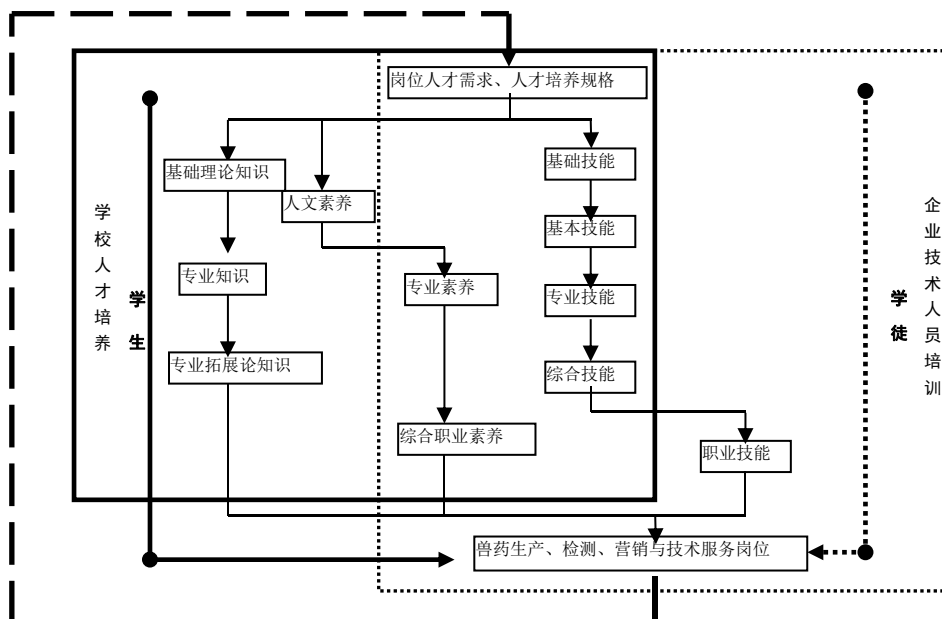 岗位人才需求、人才培养规格
基础理论知识
基础技能
人文素养
学校人才培养
企业技术人员培训
基本技能
专业知识
专业素养
专业技能
学生
学徒
专业拓展论知识
综合技能
综合职业素养
职业技能
兽药生产、检测、营销与技术服务岗位